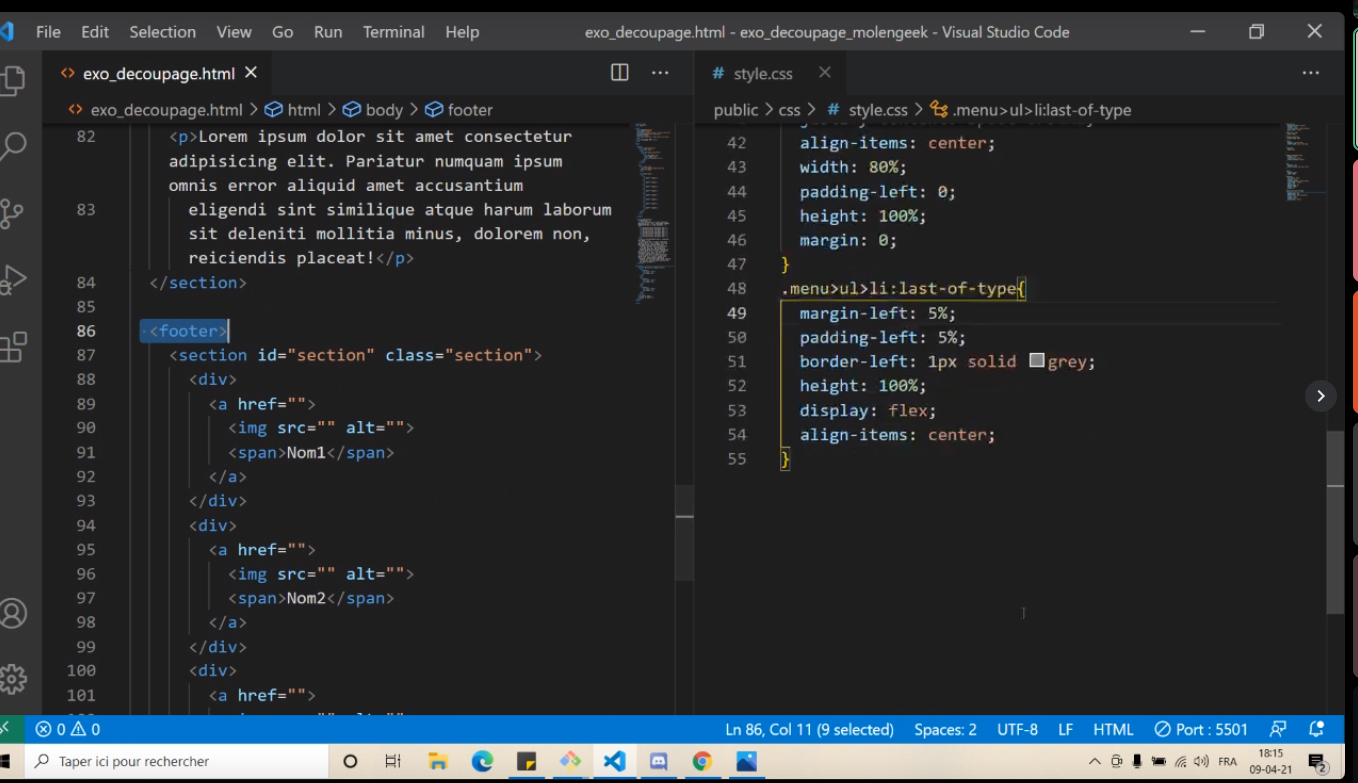 File Edit Selection View Go Run Terminal Help exo_decoupage.html - exo_decoupage_molengeek - Visual Studio Code
<> exo_decoupage.html ×
<> exo_decoupage.html > html > body > footer
82 <p>Lorem ipsum dolor sit amet consectetur
adipisicing elit. Pariatur numquam ipsum
omnis error aliquid amet accusantium
83 eligendi sint similique atque harum laborum
sit deleniti mollitia minus, dolorem non,
reiciendis placeat!</p>
84 </section>
85
86 <footer>
87 <section id="section" class="section">
88 <div>
89 <a href="">
90 <img src="" alt="">
91 <span>Nom1</span>
92 </a>
93 </div>
94 <div>
95 <a href="">
96 <img src="" alt="">
97 <span>Nom2</span>
98 </a>
99 </div>
100 <div>
101 <a href="">
# style.css ×
public > css > # style.css > .menu>ul>li:last-of-type
42 align-items: center;
43 width: 80%;
44 padding-left: 0;
45 height: 100%;
46 margin: 0;
47 }
48 .menu>ul>li:last-of-type{
49 margin-left: 5%;
50 padding-left: 5%;
51 border-left: 1px solid grey;
52 height: 100%;
53 display: flex;
54 align-items: center;
55 }
0 0 Ln 86, Col 11 (9 selected) Spaces: 2 UTF-8 LF HTML Port : 5501
Taper ici pour rechercher
FRA
18:15
09-04-21
2